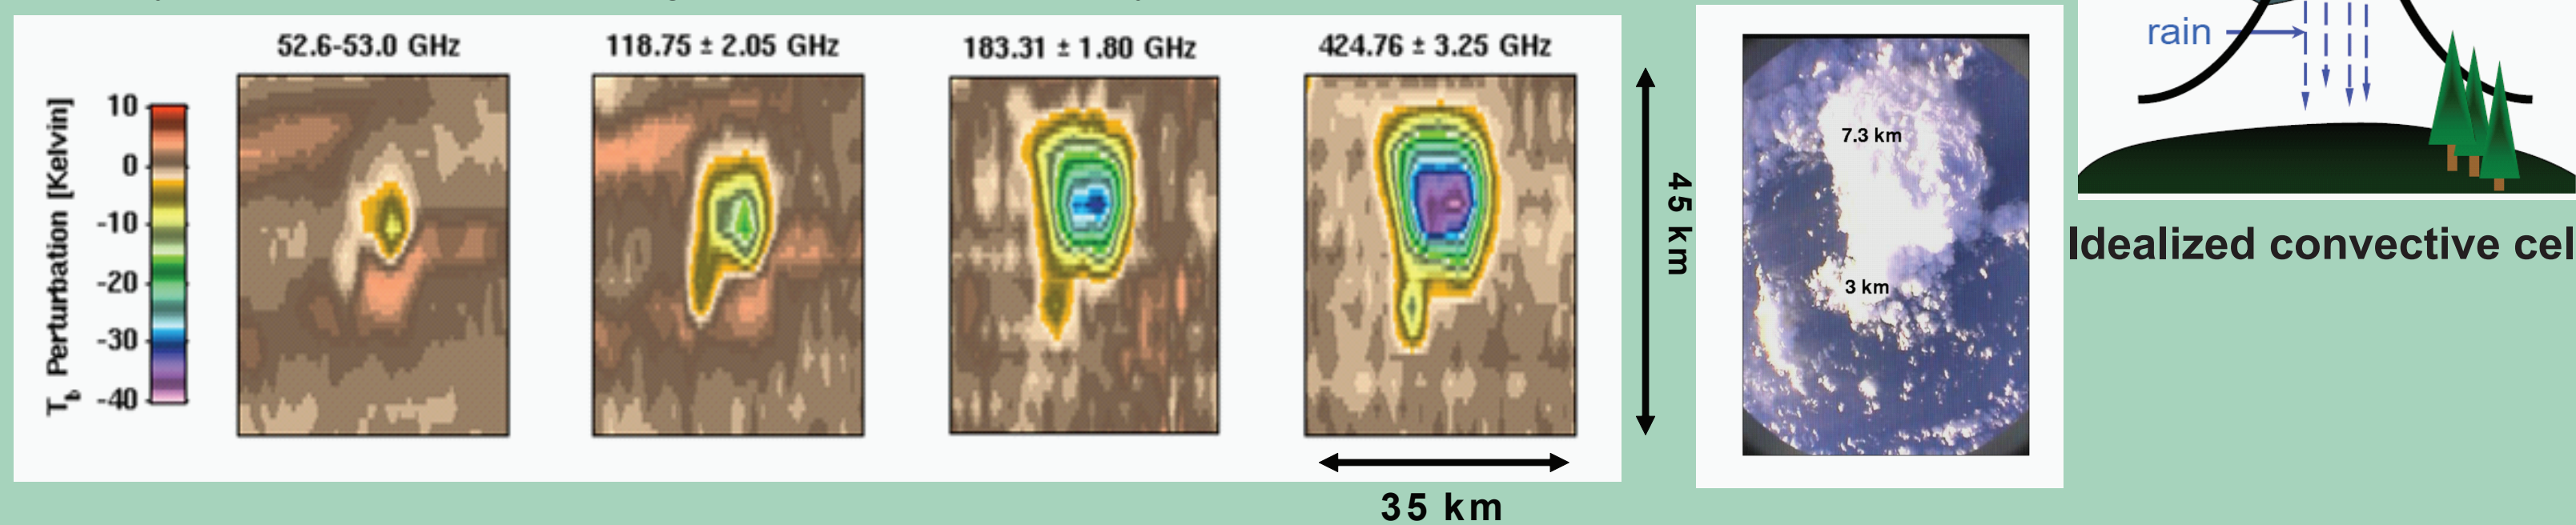 52.6-53.0 GHz
118.75 ± 2.05 GHz
183.31 ± 1.80 GHz
424.76 ± 3.25 GHz
Tb Perturbation [Kelvin]
10
0
-10
-20
-30
-40
45 km
35 km
7.3 km
3 km
rain
Idealized convective cel